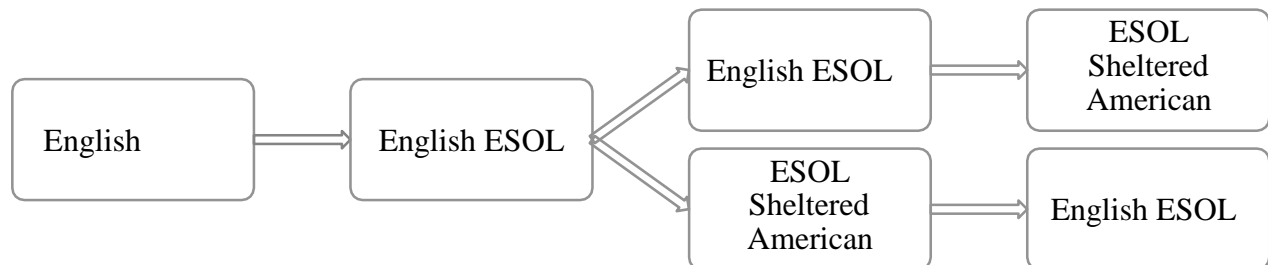 English
English ESOL
English ESOL
ESOL
Sheltered
American
ESOL
Sheltered
American
English ESOL